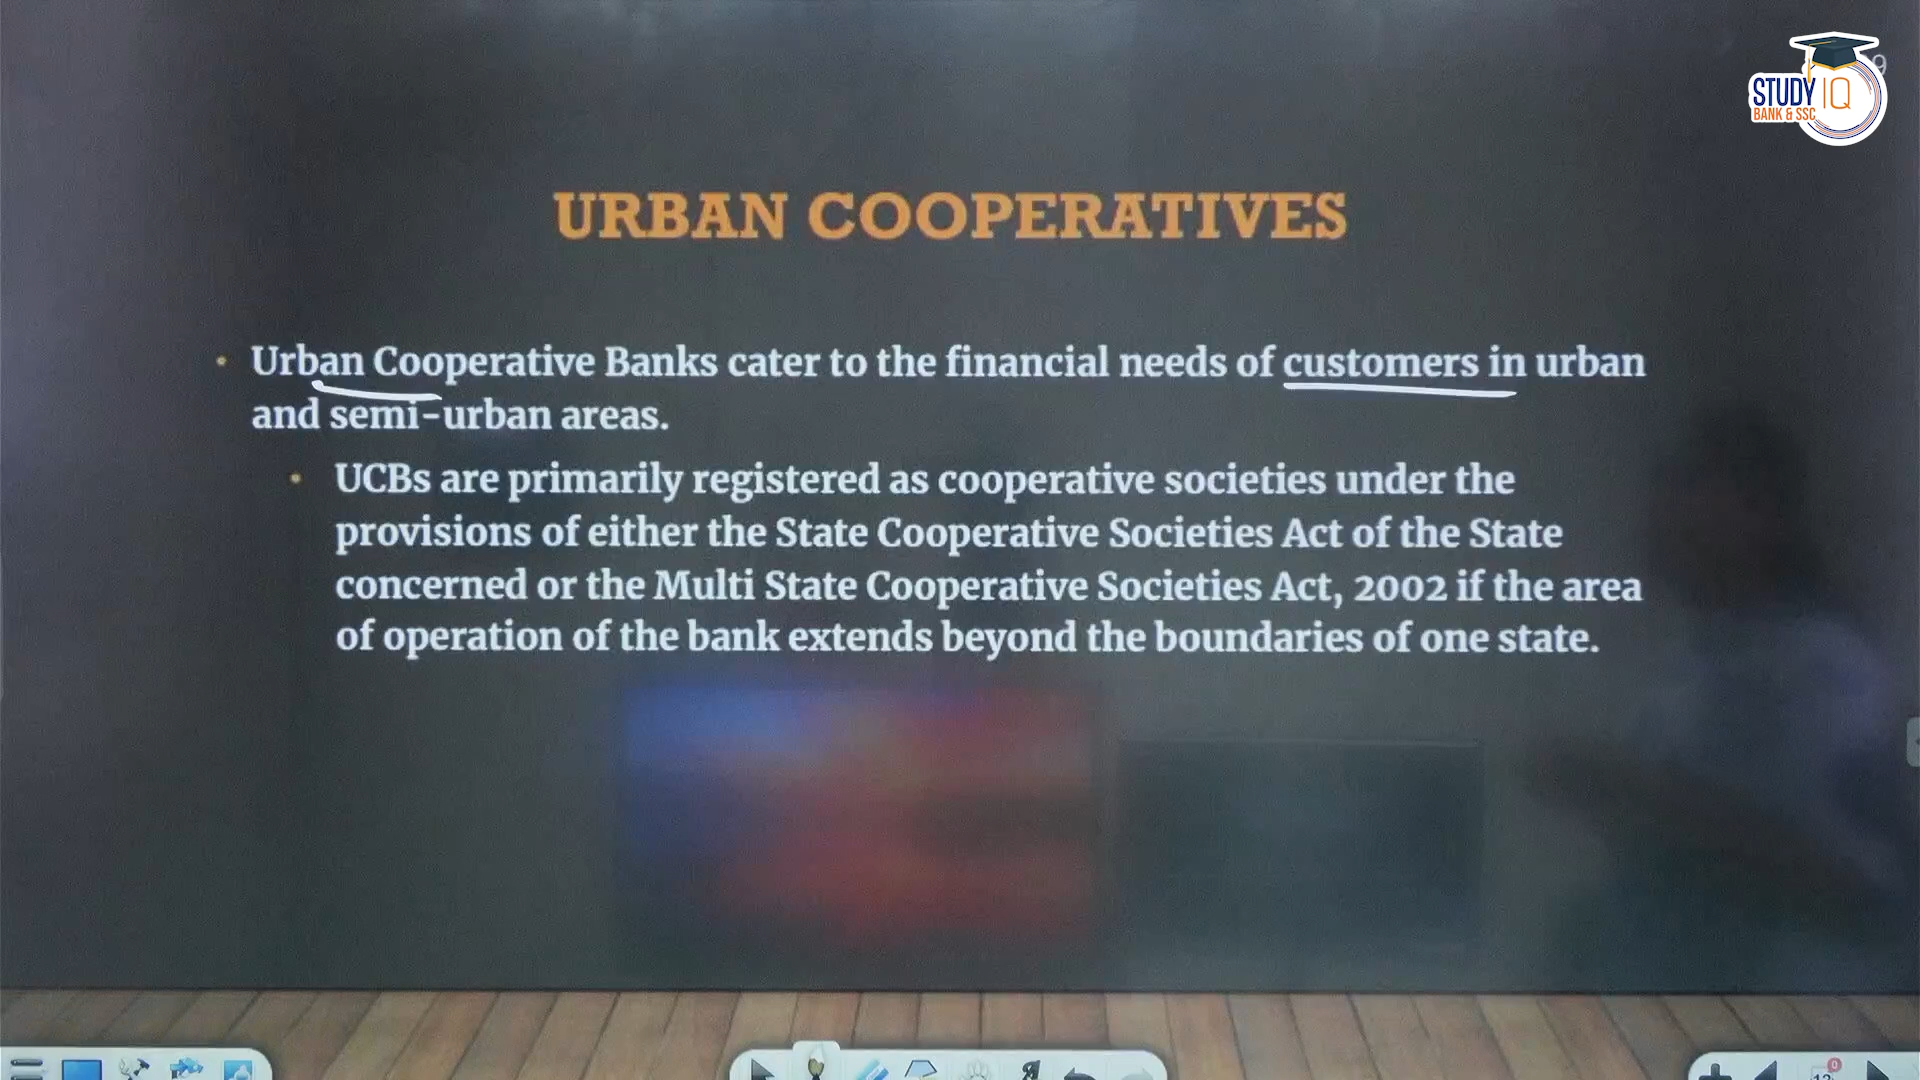 9
STUDY IQ
BANK & SSC
URBAN COOPERATIVES
• Urban Cooperative Banks cater to the financial needs of customers in urban
and semi-urban areas.
• UCBs are primarily registered as cooperative societies under the
provisions of either the State Cooperative Societies Act of the State
concerned or the Multi State Cooperative Societies Act, 2002 if the area
of operation of the bank extends beyond the boundaries of one state.